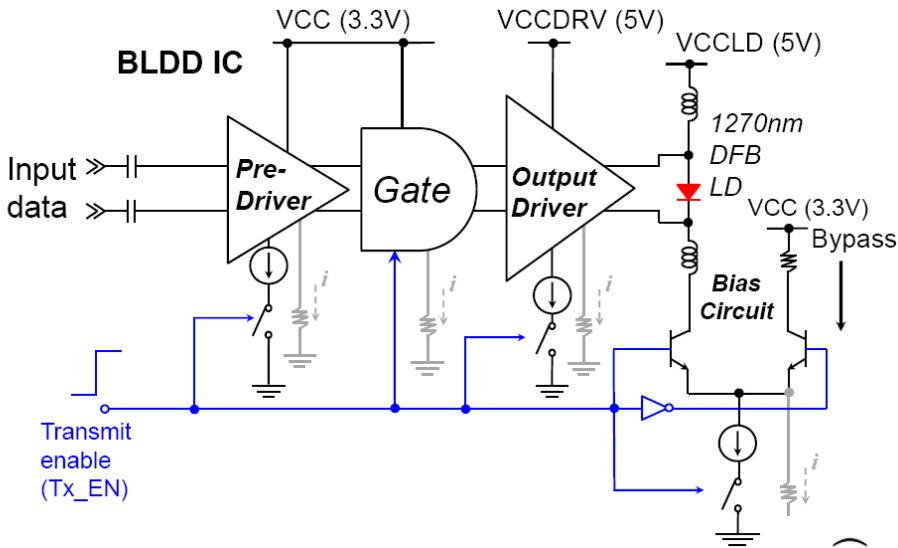 VCC (3.3V)
VCCDRV (5V)
VCCLD (5V)
BLDD IC
1270nm
DFB
LD
Input
data
Pre-
Driver
Gate
Output
Driver
VCC (3.3V)
Bypass
Bias
Circuit
i
i
i
i
Transmit
enable
(Tx_EN)